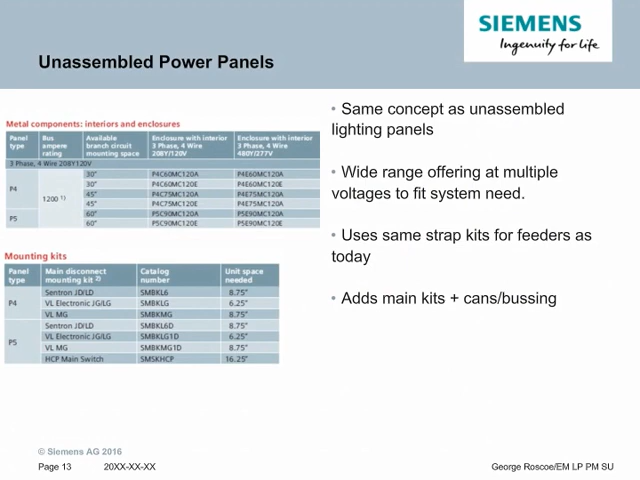 SIEMENS
Ingenuity for life
Unassembled Power Panels
Metal components: interiors and enclosures
Panel type | Bus ampere rating | Available branch circuit mounting space | Enclosure with interior 3 Phase, 4 Wire 208Y/120V | Enclosure with interior 3 Phase, 4 Wire 480Y/277V
3 Phase, 4 Wire 208Y120V
P4 | 1200 1) | 30" | P4C60MC120A | P4E60MC120A
30" | P4C60MC120E | P4E60MC120E
45" | P4C75MC120A | P4E75MC120A
45" | P4C75MC120E | P4E75MC120E
P5 | 60" | P5C90MC120A | P5E90MC120A
60" | P5C90MC120E | P5E90MC120E
Mounting kits
Panel type | Main disconnect mounting kit 2) | Catalog number | Unit space needed
P4 | Sentron JD/LD | SMBKL6 | 8.75"
VL Electronic JG/LG | SMBKLG | 6.25"
VL MG | SMBKMG | 8.75"
P5 | Sentron JD/LD | SMBKL6D | 8.75"
VL Electronic JG/LG | SMBKLG1D | 6.25"
VL MG | SMBKMG1D | 8.75"
HCP Main Switch | SMSKHCP | 16.25"
• Same concept as unassembled
lighting panels
• Wide range offering at multiple
voltages to fit system need.
• Uses same strap kits for feeders as
today
• Adds main kits + cans/bussing
© Siemens AG 2016
Page 13 20XX-XX-XX George Roscoe/EM LP PM SU